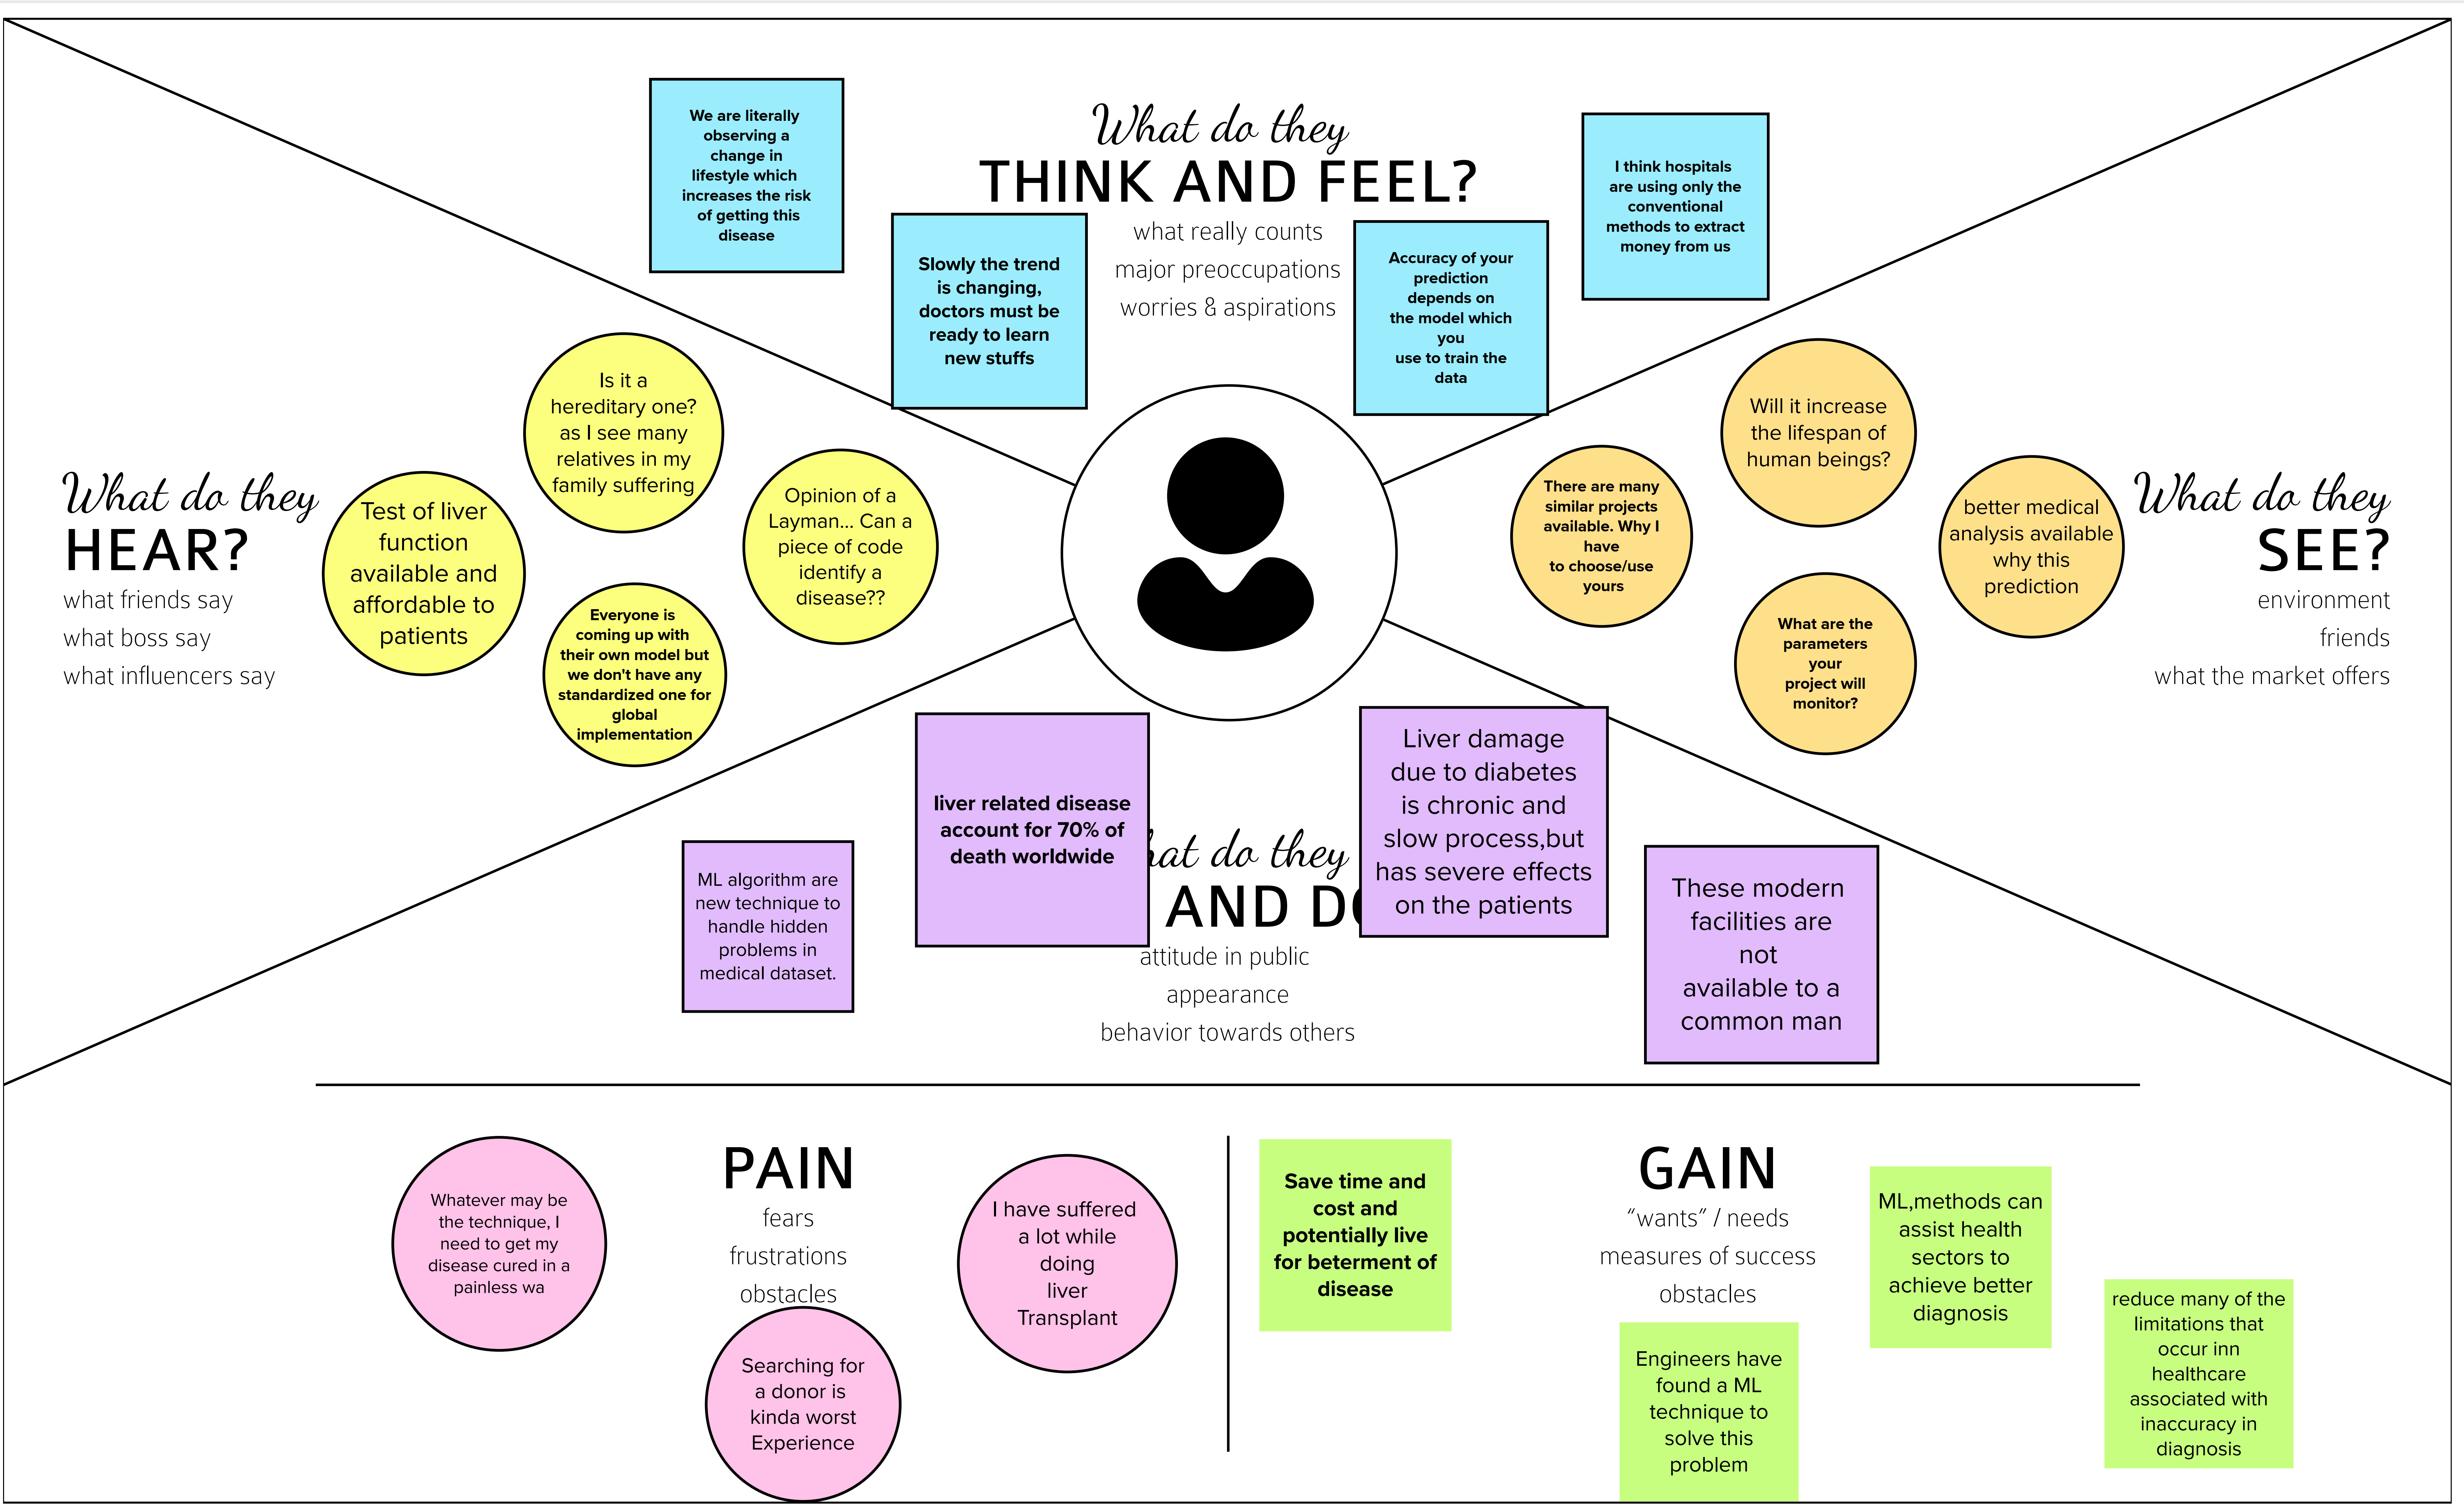 We are literally
observing a
change in
lifestyle which
increases the risk
of getting this
disease
What do they
THINK AND FEEL?
what really counts
major preoccupations
worries & aspirations
Slowly the trend
is changing,
doctors must be
ready to learn
new stuffs
Accuracy of your
prediction
depends on
the model which
you
use to train the
data
I think hospitals
are using only the
conventional
methods to extract
money from us
What do they
HEAR?
what friends say
what boss say
what influencers say
Test of liver
function
available and
affordable to
patients
Is it a
hereditary one?
as I see many
relatives in my
family suffering
Opinion of a
Layman... Can a
piece of code
identify a
disease??
Everyone is
coming up with
their own model but
we don't have any
standardized one for
global
implementation
There are many
similar projects
available. Why I
have
to choose/use
yours
Will it increase
the lifespan of
human beings?
better medical
analysis available
why this
prediction
What are the
parameters
your
project will
monitor?
What do they
SEE?
environment
friends
what the market offers
ML algorithm are
new technique to
handle hidden
problems in
medical dataset.
liver related disease
account for 70% of
death worldwide
do they
AND
attitude in public
appearance
behavior towards others
Liver damage
due to diabetes
is chronic and
slow process,but
has severe effects
on the patients
These modern
facilities are
not
available to a
common man
PAIN
fears
frustrations
obstacles
Whatever may be
the technique, I
need to get my
disease cured in a
painless wa
Searching for
a donor is
kinda worst
Experience
I have suffered
a lot while
doing
liver
Transplant
GAIN
“wants” / needs
measures of success
obstacles
Save time and
cost and
potentially live
for beterment of
disease
Engineers have
found a ML
technique to
solve this
problem
ML,methods can
assist health
sectors to
achieve better
diagnosis
reduce many of the
limitations that
occur inn
healthcare
associated with
inaccuracy in
diagnosis